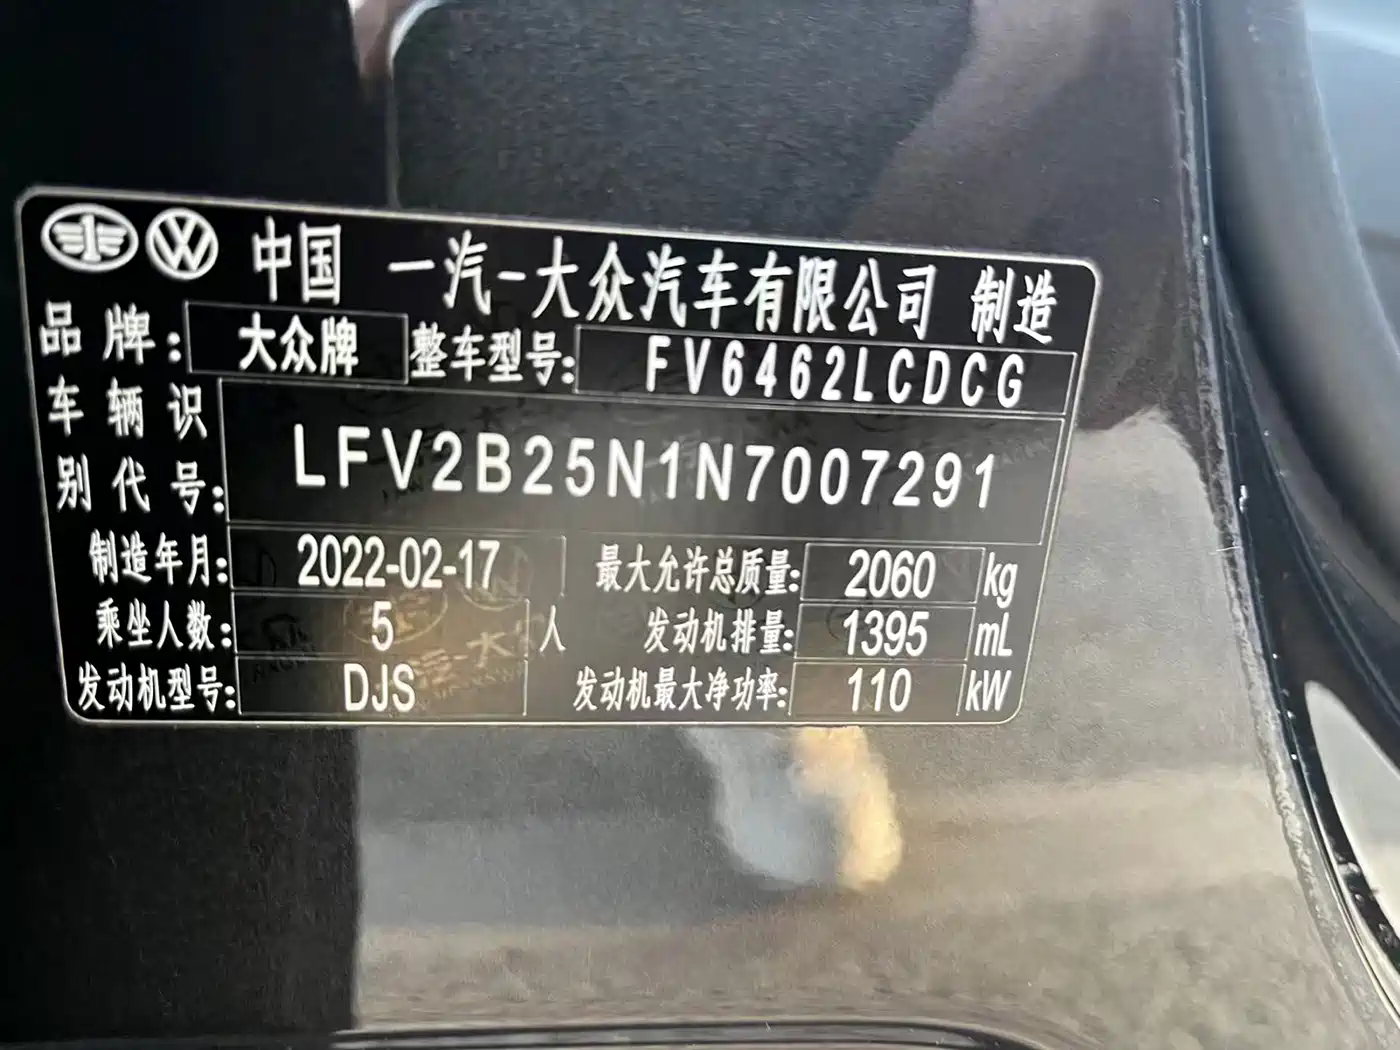 中国 一汽-大众汽车有限公司 制造
品牌: 大众牌 整车型号: FV6462LCDCG
车辆识别代号: LFV2B25N1N7007291
制造年月: 2022-02-17 最大允许总质量: 2060 kg
乘坐人数: 5 人 发动机排量: 1395 mL
发动机型号: DJS 发动机最大净功率: 110 kW